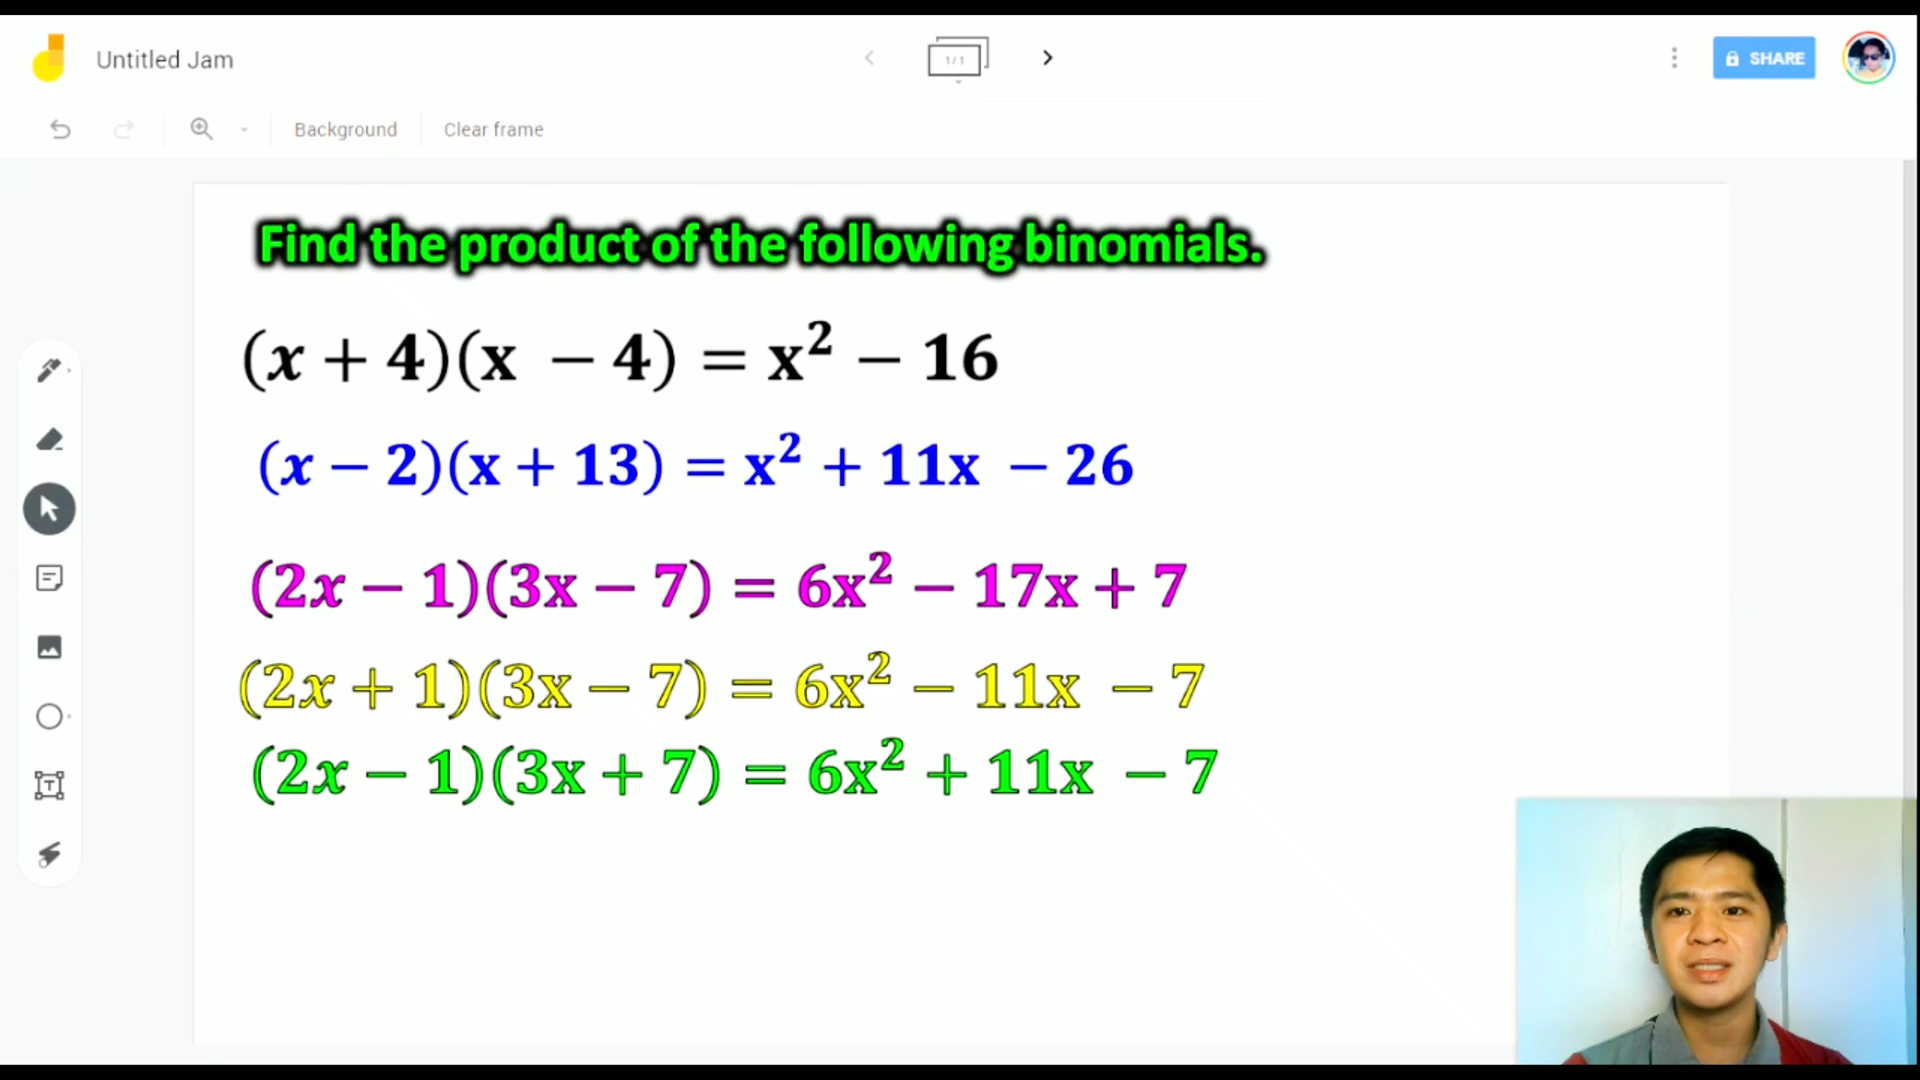 Untitled Jam
1/1
SHARE
Background
Clear frame
Find the product of the following binomials.
(x + 4)(x − 4) = x² − 16
(x − 2)(x + 13) = x² + 11x − 26
(2x − 1)(3x − 7) = 6x² − 17x + 7
(2x + 1)(3x − 7) = 6x² − 11x − 7
(2x − 1)(3x + 7) = 6x² + 11x − 7
T